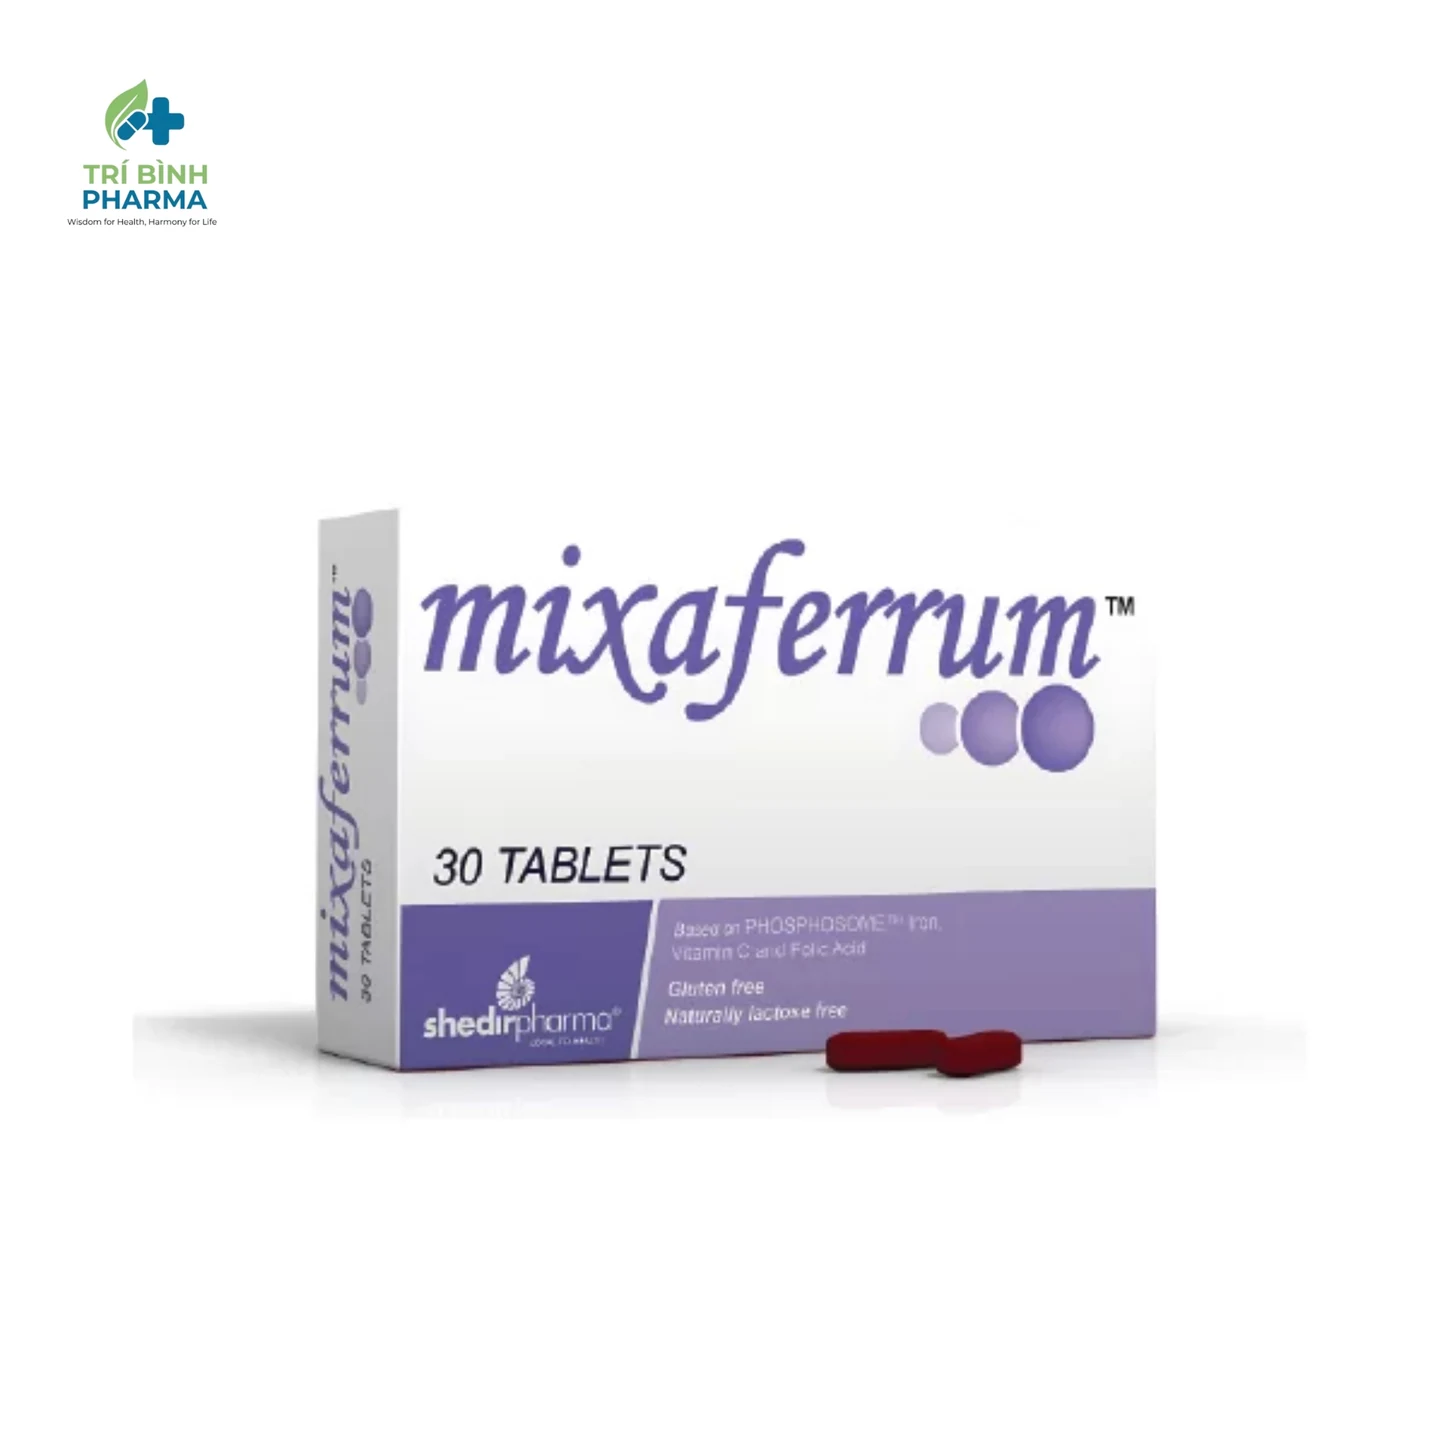 TRÍ BÌNH
PHARMA
Wisdom for Health, Harmony for Life
mixaferrum™
30 TABLETS
mixaferrum™
30 TABLETS
Based on PHOSPHOSOME™ Iron,
Vitamin C and Folic Acid
Gluten free
Naturally lactose free
shedirpharma®